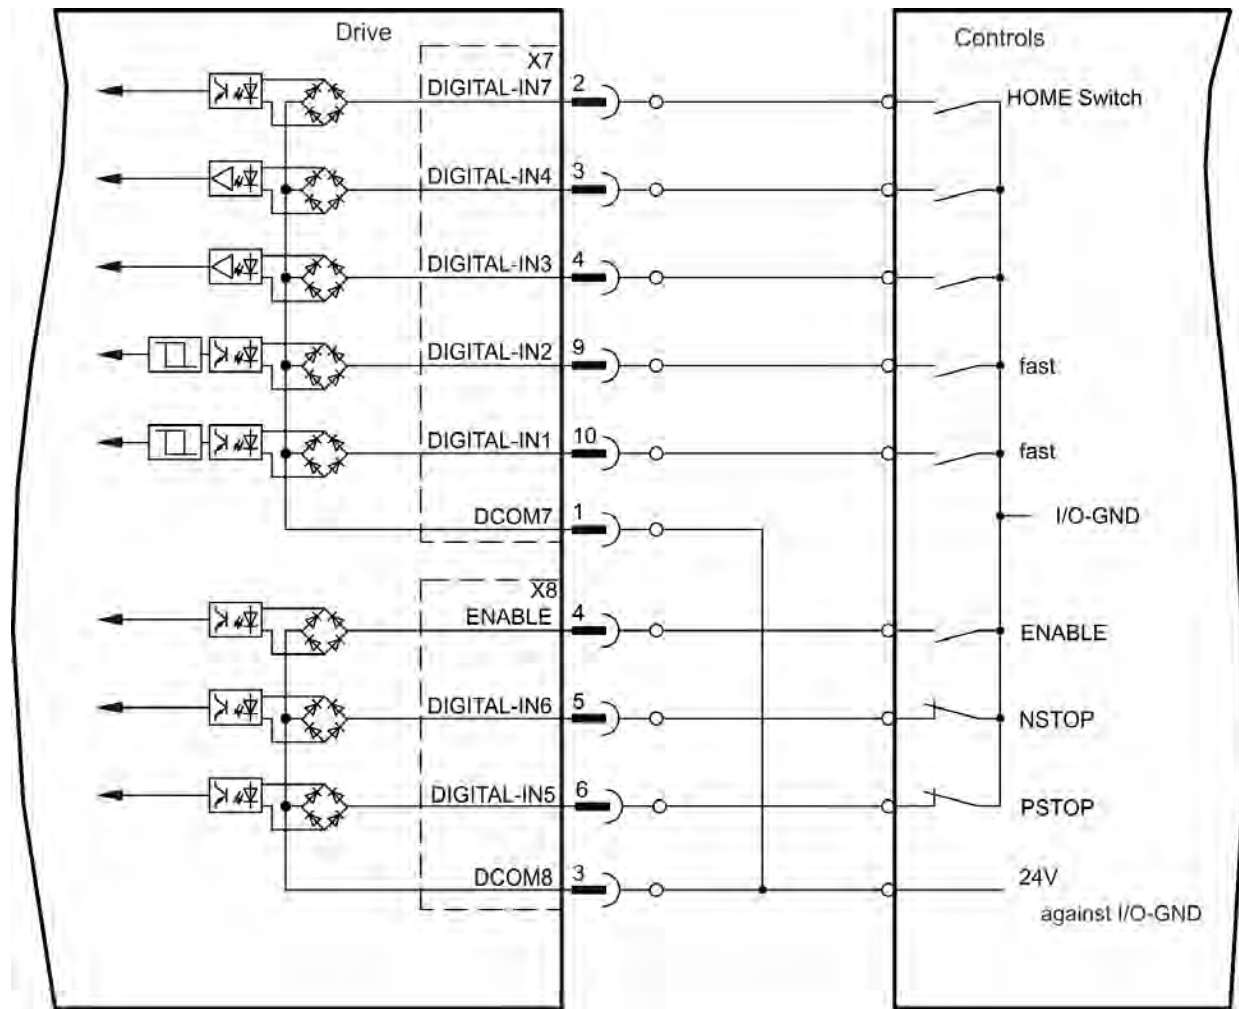 Drive
Controls
X7
DIGITAL-IN7 2
HOME Switch
DIGITAL-IN4 3
DIGITAL-IN3 4
DIGITAL-IN2 9
fast
DIGITAL-IN1 10
fast
DCOM7 1
I/O-GND
X8
ENABLE 4
ENABLE
DIGITAL-IN6 5
NSTOP
DIGITAL-IN5 6
PSTOP
DCOM8 3
24V
against I/O-GND